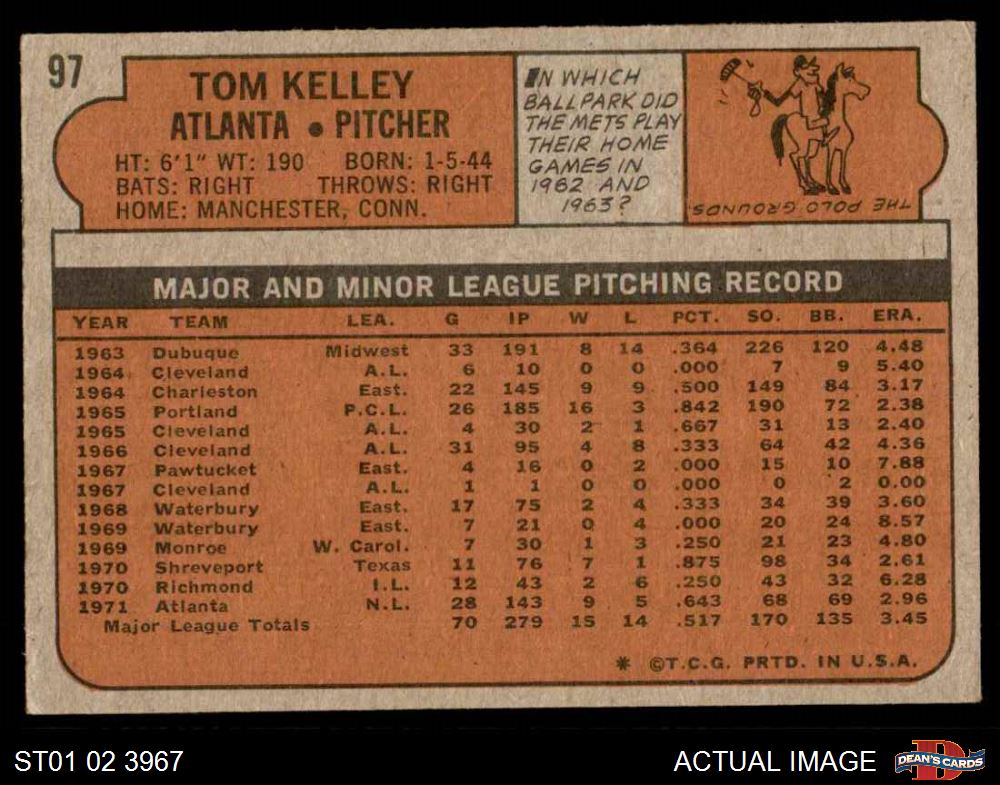 97
TOM KELLEY
ATLANTA • PITCHER
HT: 6'1" WT: 190 BORN: 1-5-44
BATS: RIGHT THROWS: RIGHT
HOME: MANCHESTER, CONN.
IN WHICH
BALLPARK DID
THE METS PLAY
THEIR HOME
GAMES IN
1962 AND
1963?
THE POLO GROUNDS.
MAJOR AND MINOR LEAGUE PITCHING RECORD
YEAR TEAM LEA. G IP W L PCT. SO. BB. ERA.
1963 Dubuque Midwest 33 191 8 14 .364 226 120 4.48
1964 Cleveland A.L. 6 10 0 0 .000 7 9 5.40
1964 Charleston East. 22 145 9 9 .500 149 84 3.17
1965 Portland P.C.L. 26 185 16 3 .842 190 72 2.38
1965 Cleveland A.L. 4 30 2 1 .667 31 13 2.40
1966 Cleveland A.L. 31 95 4 8 .333 64 42 4.36
1967 Pawtucket East. 4 16 0 2 .000 15 10 7.88
1967 Cleveland A.L. 1 1 0 0 .000 0 2 0.00
1968 Waterbury East. 17 75 2 4 .333 34 39 3.60
1969 Waterbury East. 7 21 0 4 .000 20 24 8.57
1969 Monroe W. Carol. 7 30 1 3 .250 21 23 4.80
1970 Shreveport Texas 11 76 7 1 .875 98 34 2.61
1970 Richmond I.L. 12 43 2 6 .250 43 32 6.28
1971 Atlanta N.L. 28 143 9 5 .643 68 69 2.96
Major League Totals 70 279 15 14 .517 170 135 3.45
* ©T.C.G. PRTD. IN U.S.A.
ST01 02 3967 ACTUAL IMAGE
DEAN'S CARDS